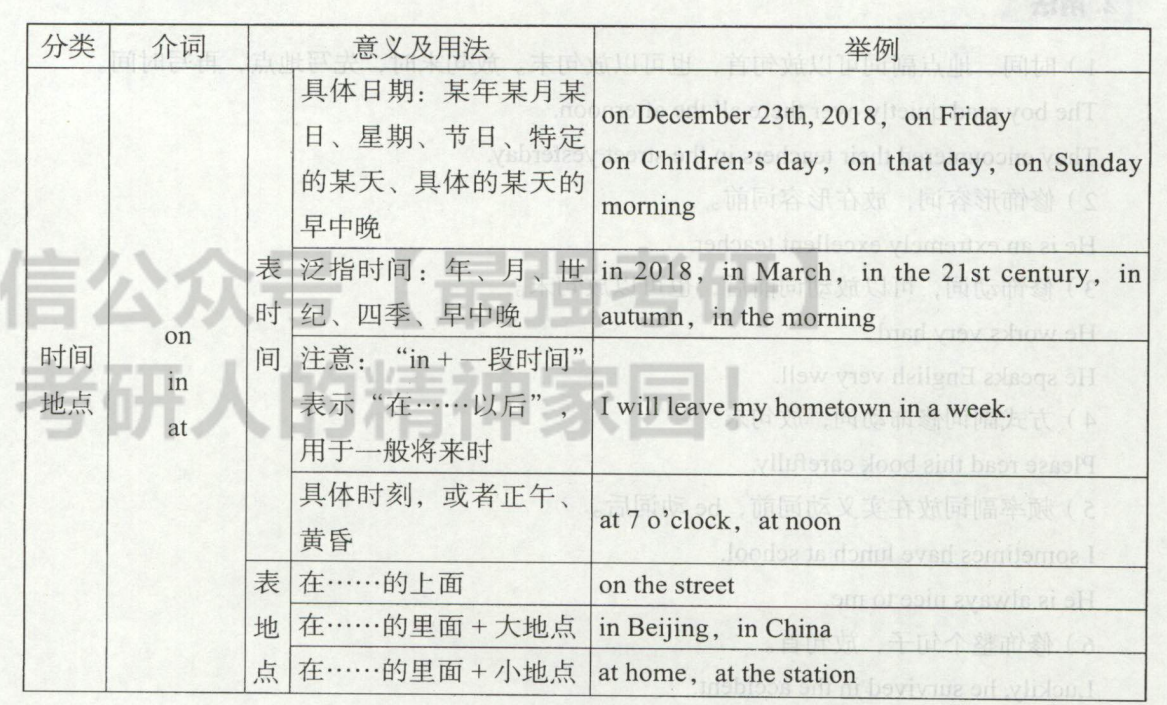 分类 介词 意义及用法 举例
时间
地点
on
in
at
表
时
间
具体日期：某年某月某
日、星期、节日、特定
的某天、具体的某天的
早中晚
on December 23th, 2018，on Friday
on Children's day，on that day，on Sunday
morning
泛指时间：年、月、世
纪、四季、早中晚
in 2018，in March，in the 21st century，in
autumn，in the morning
注意：“in + 一段时间”
表示“在……以后”，
用于一般将来时
I will leave my hometown in a week.
具体时刻，或者正午、
黄昏
at 7 o'clock，at noon
表
地
点
在……的上面
on the street
在……的里面 + 大地点
in Beijing，in China
在……的里面 + 小地点
at home，at the station
信公众号【最强考研】
考研人的精神家园！